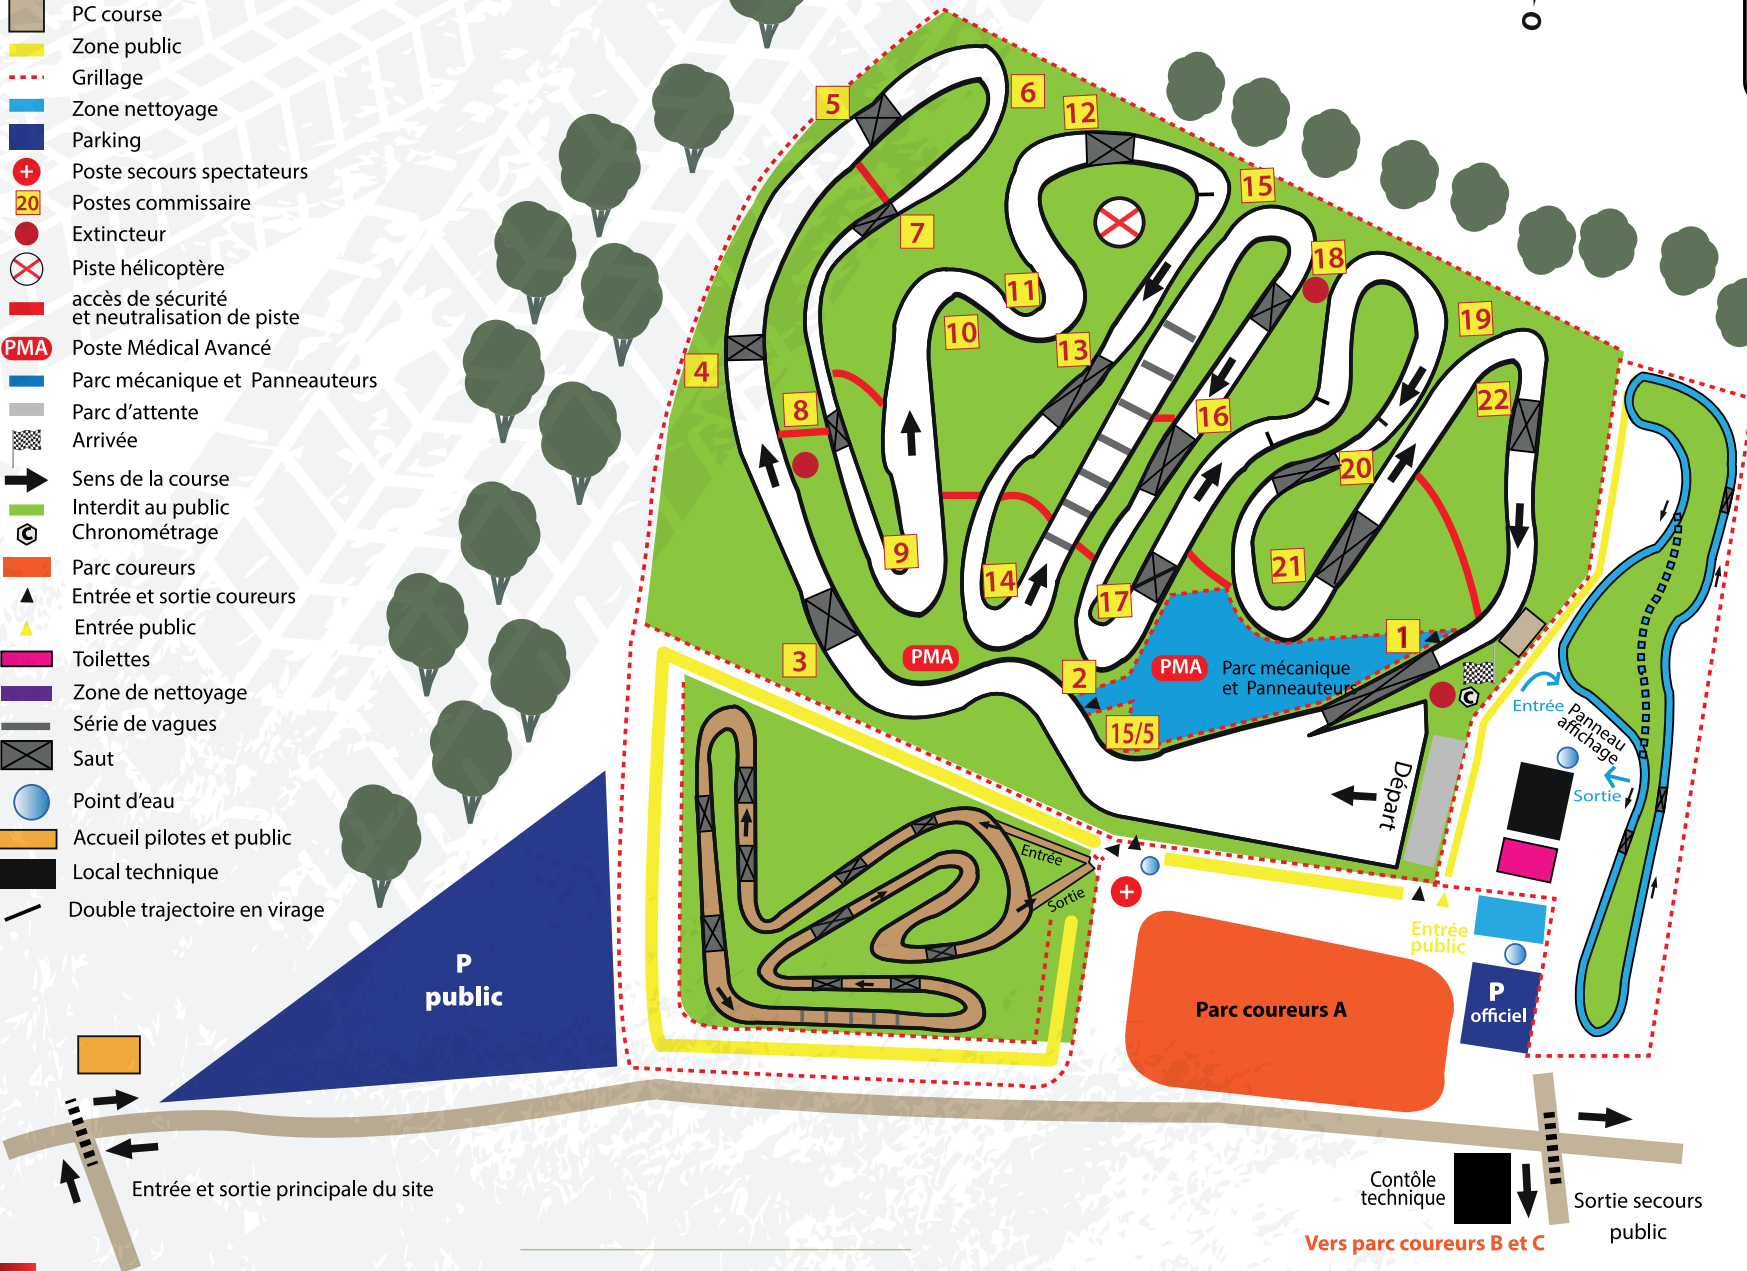 PC course
Zone public
Grillage
Zone nettoyage
Parking
Poste secours spectateurs
20
Postes commissaire
Extincteur
Piste hélicoptère
accès de sécurité
et neutralisation de piste
PMA
Poste Médical Avancé
Parc mécanique et Panneauteurs
Parc d'attente
Arrivée
Sens de la course
Interdit au public
C
Chronométrage
Parc coureurs
Entrée et sortie coureurs
Entrée public
Toilettes
Zone de nettoyage
Série de vagues
Saut
Point d'eau
Accueil pilotes et public
Local technique
Double trajectoire en virage
5
6
12
15
7
18
11
19
10
13
4
22
8
16
20
9
21
14
17
1
3
PMA
2
PMA
Parc mécanique
et Panneauteurs
15/5
C
Départ
Entrée
Panneau
affichage
Sortie
Entrée
Sortie
Entrée
public
P
public
Parc coureurs A
P
officiel
Entrée et sortie principale du site
Contôle
technique
Sortie secours
public
Vers parc coureurs B et C